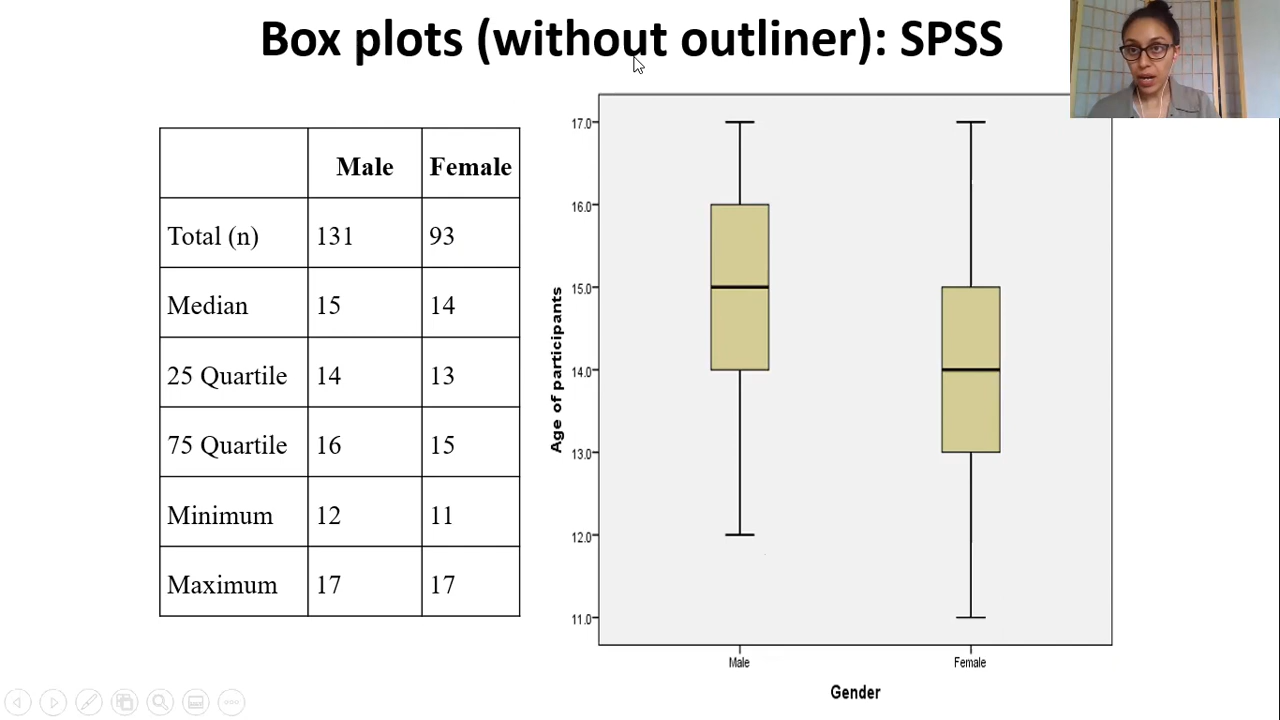 Box plots (without outliner): SPSS
Male Female
Total (n) 131 93
Median 15 14
25 Quartile 14 13
75 Quartile 16 15
Minimum 12 11
Maximum 17 17
Age of participants
17.0
16.0
15.0
14.0
13.0
12.0
11.0
Male Female
Gender